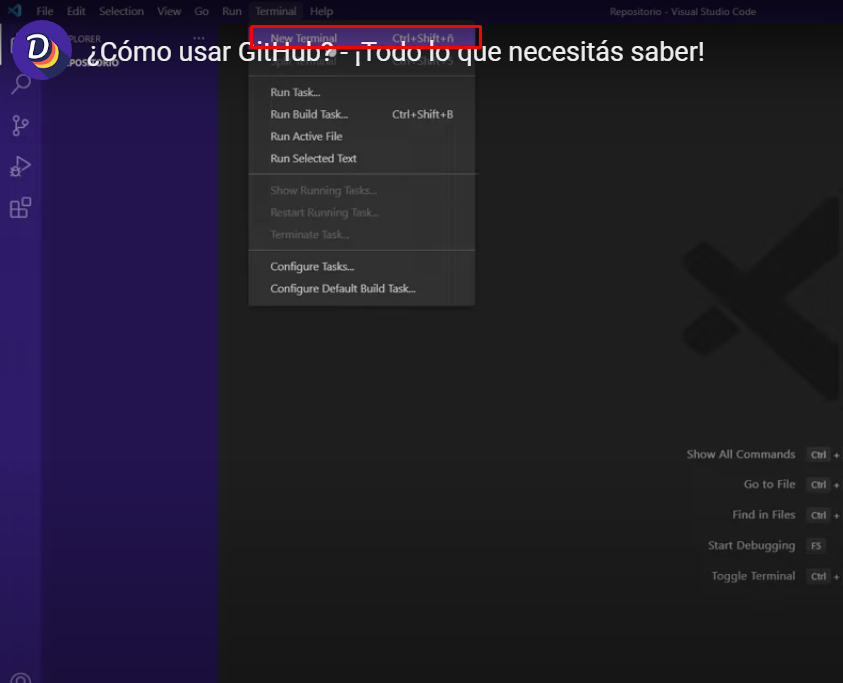 File Edit Selection View Go Run Terminal Help Repositorio - Visual Studio Code
New Terminal Ctrl+Shift+ñ
¿Cómo usar GitHub? - ¡Todo lo que necesitás saber!
Run Task...
Run Build Task... Ctrl+Shift+B
Run Active File
Run Selected Text
Show Running Tasks...
Restart Running Task...
Terminate Task...
Configure Tasks...
Configure Default Build Task...
Show All Commands Ctrl +
Go to File Ctrl +
Find in Files Ctrl +
Start Debugging F5
Toggle Terminal Ctrl +